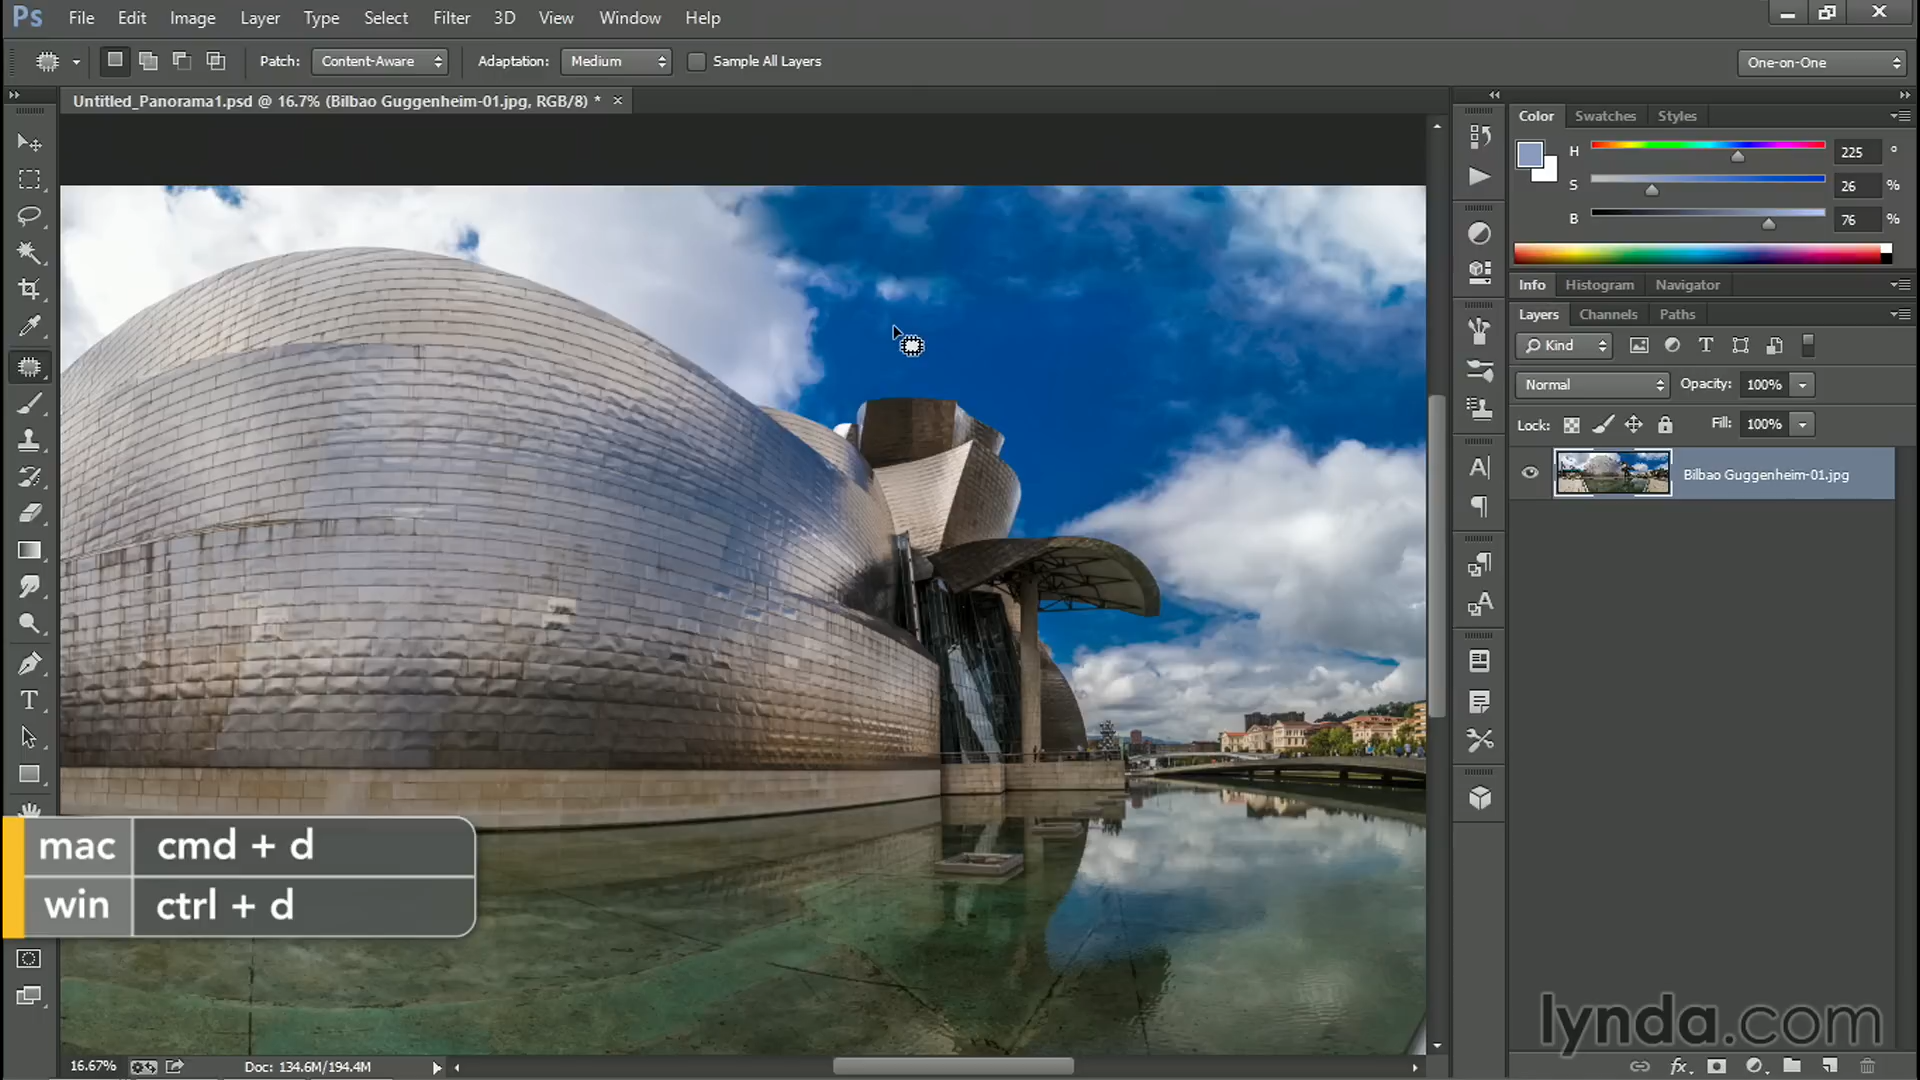 Ps File Edit Image Layer Type Select Filter 3D View Window Help
Patch: Content-Aware Adaptation: Medium Sample All Layers One-on-One
Untitled_Panorama1.psd @ 16.7% (Bilbao Guggenheim-01.jpg, RGB/8) * ×
Color Swatches Styles
H 225 °
S 26 %
B 76 %
Info Histogram Navigator
Layers Channels Paths
Kind
Normal Opacity: 100%
Lock: Fill: 100%
Bilbao Guggenheim-01.jpg
mac cmd + d
win ctrl + d
lynda.com
16.67% Doc: 134.6M/194.4M
fx